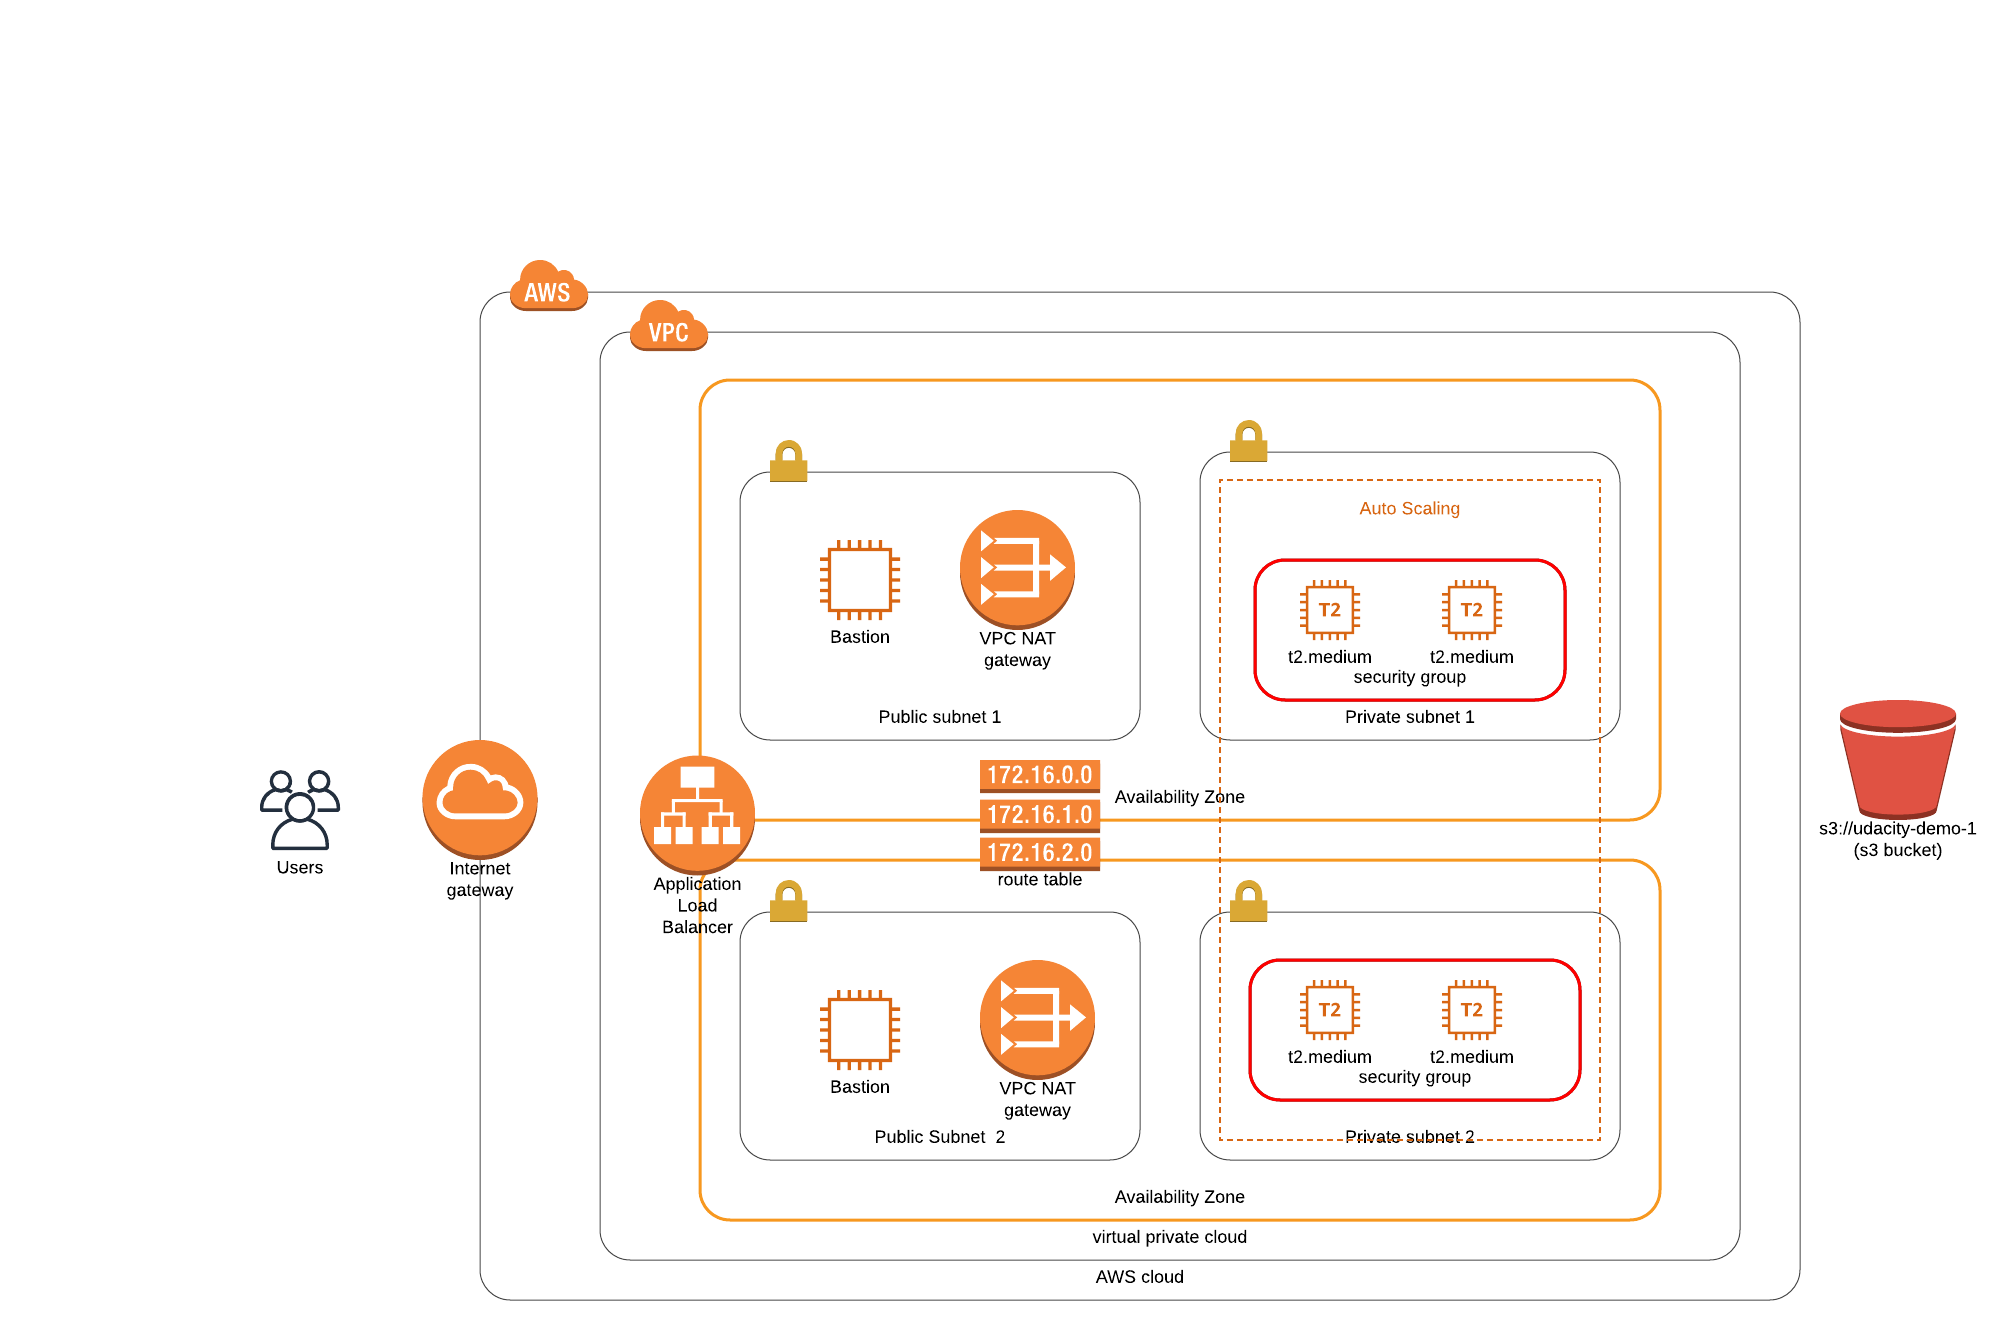 AWS
VPC
Auto Scaling
T2
T2
Bastion
VPC NAT
gateway
t2.medium
t2.medium
security group
Public subnet 1
Private subnet 1
172.16.0.0
Availability Zone
172.16.1.0
172.16.2.0
route table
Users
Internet
gateway
Application
Load
Balancer
s3://udacity-demo-1
(s3 bucket)
T2
T2
Bastion
VPC NAT
gateway
t2.medium
t2.medium
security group
Public Subnet  2
Private subnet 2
Availability Zone
virtual private cloud
AWS cloud